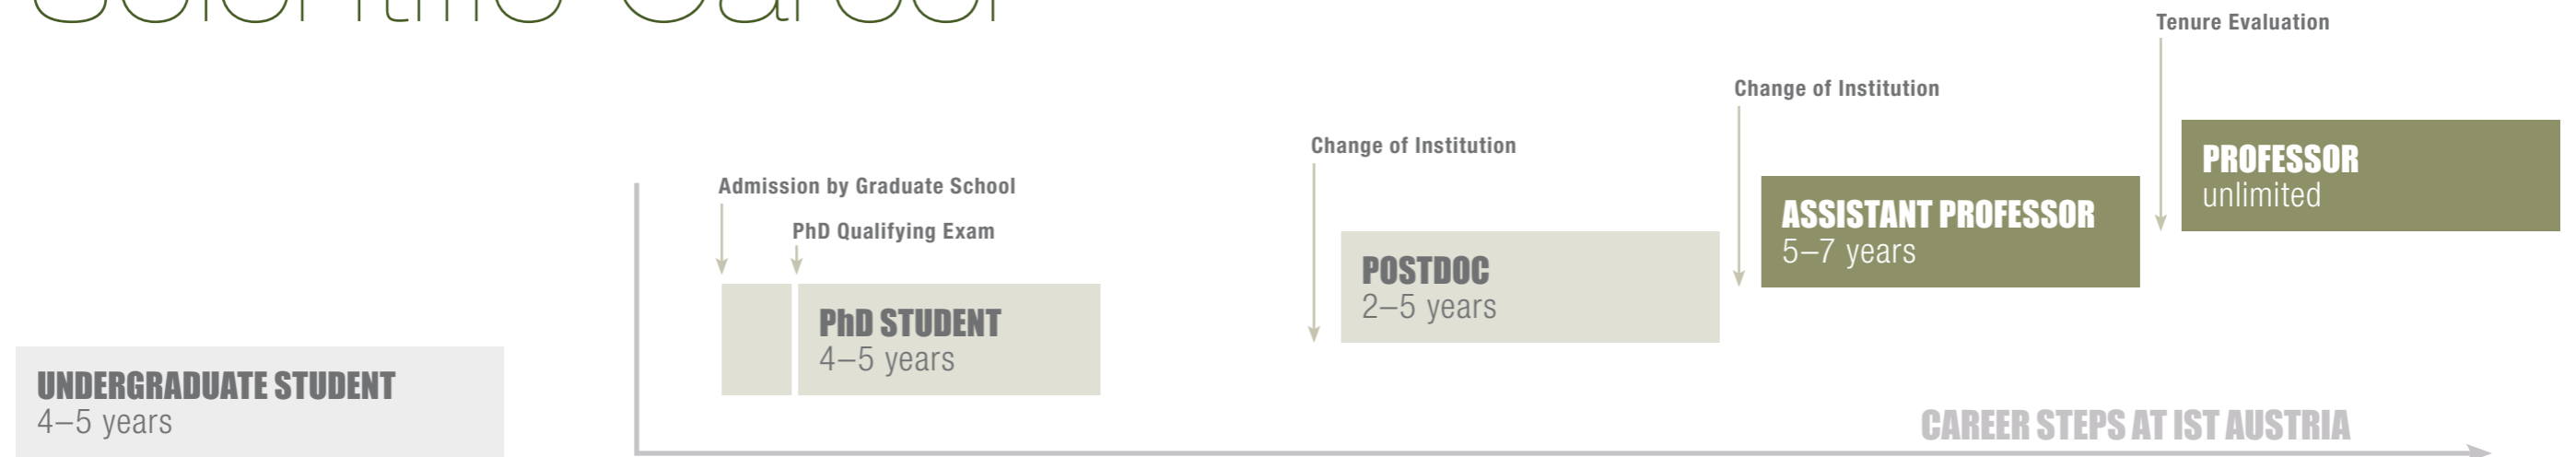 Scientific Career
Tenure Evaluation
Change of Institution
Change of Institution
Admission by Graduate School
PhD Qualifying Exam
PROFESSOR
unlimited
ASSISTANT PROFESSOR
5–7 years
POSTDOC
2–5 years
PhD STUDENT
4–5 years
UNDERGRADUATE STUDENT
4–5 years
CAREER STEPS AT IST AUSTRIA